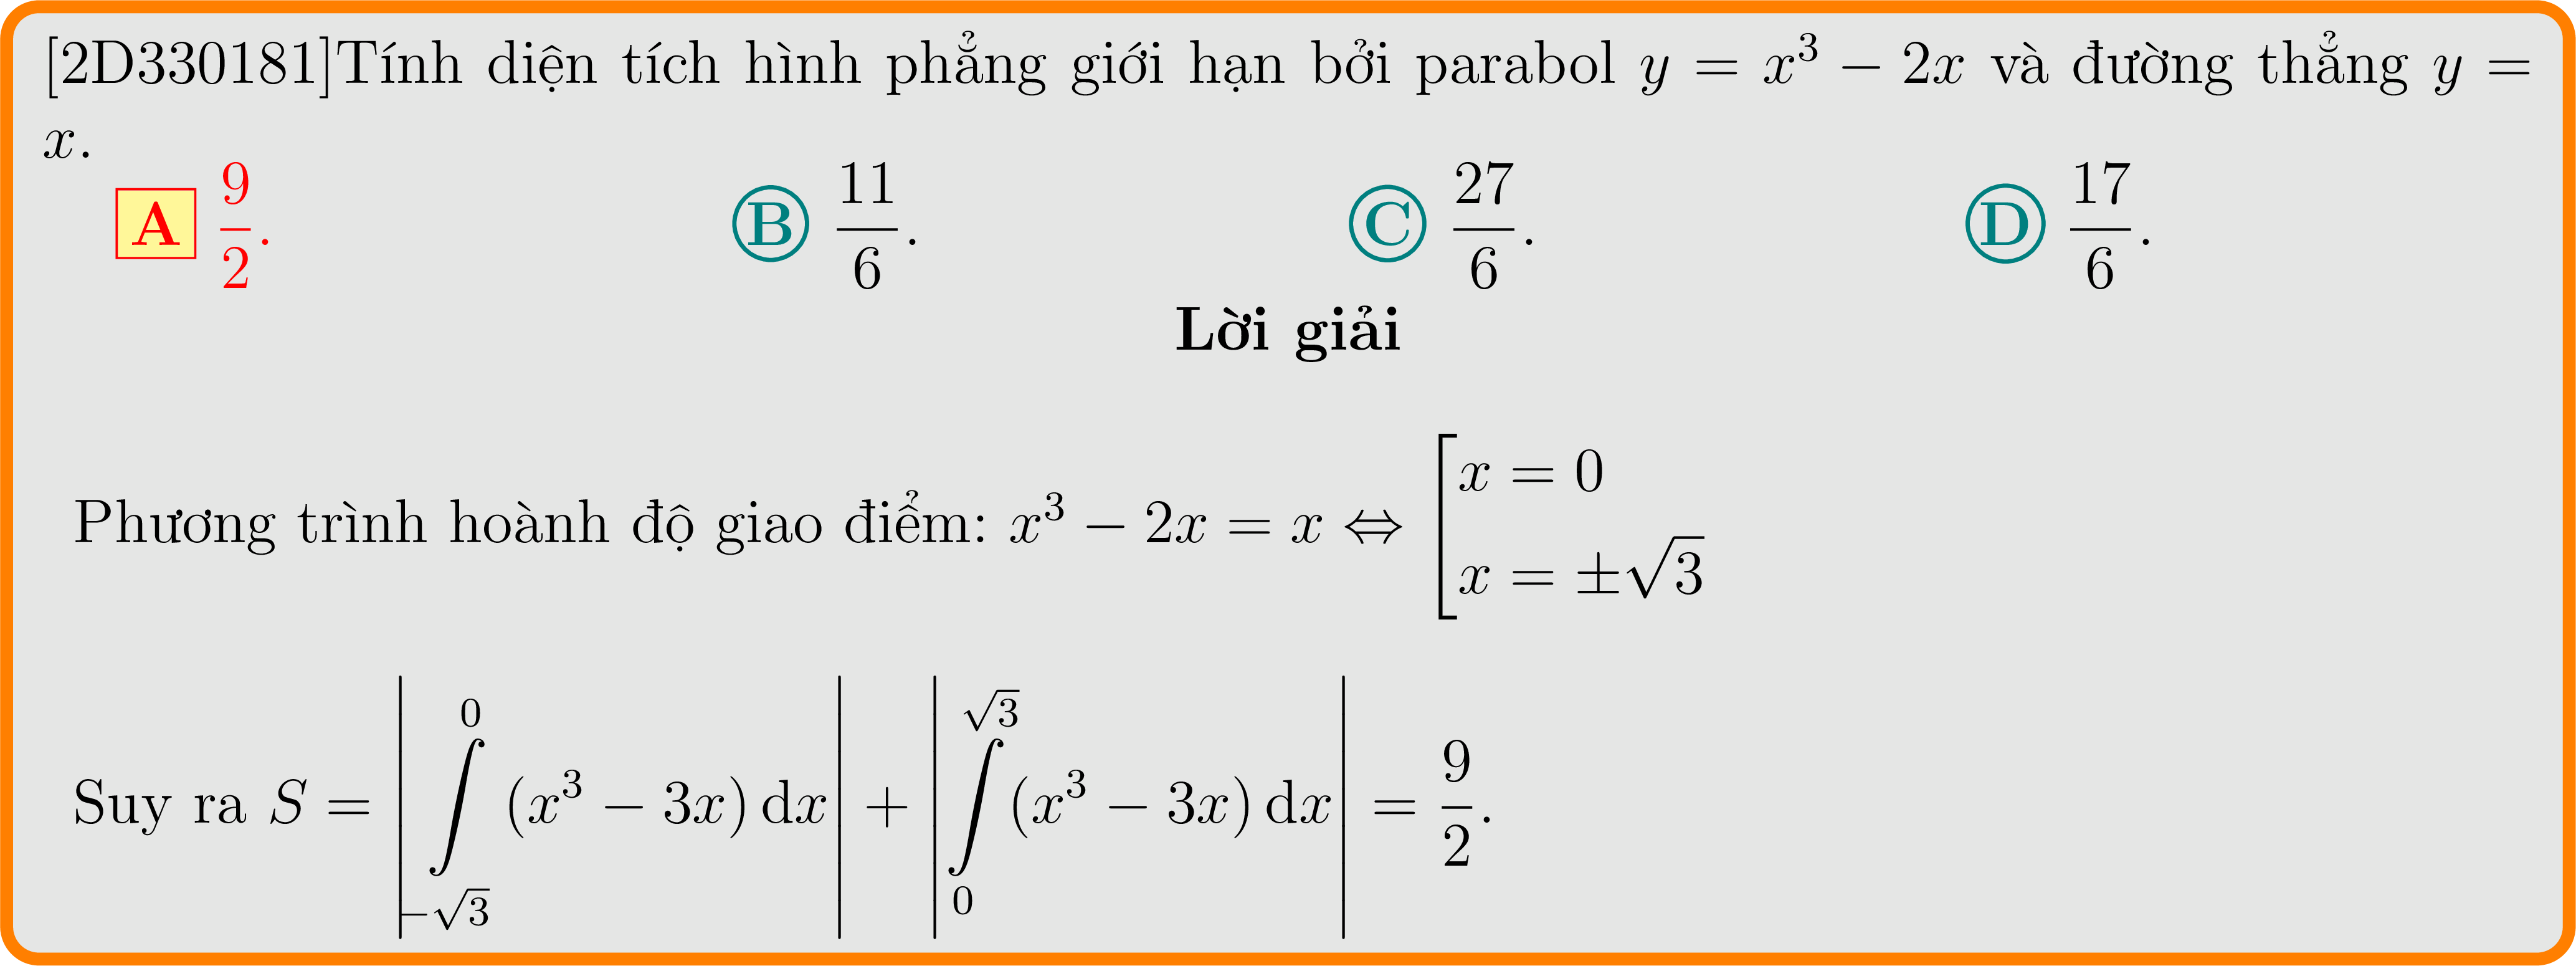 [2D330181]Tính diện tích hình phẳng giới hạn bởi parabol $y = x^3 - 2x$ và đường thẳng $y =$
$x$.
A $\frac{9}{2}$. B $\frac{11}{6}$. C $\frac{27}{6}$. D $\frac{17}{6}$.
Lời giải
Phương trình hoành độ giao điểm: $x^3 - 2x = x \Leftrightarrow \left[\begin{array}{l} x = 0 \\ x = \pm\sqrt{3} \end{array}\right.$
Suy ra $S = \left|\int\limits_{-\sqrt{3}}^{0} (x^3 - 3x)\,\mathrm{d}x\right| + \left|\int\limits_{0}^{\sqrt{3}} (x^3 - 3x)\,\mathrm{d}x\right| = \frac{9}{2}$.